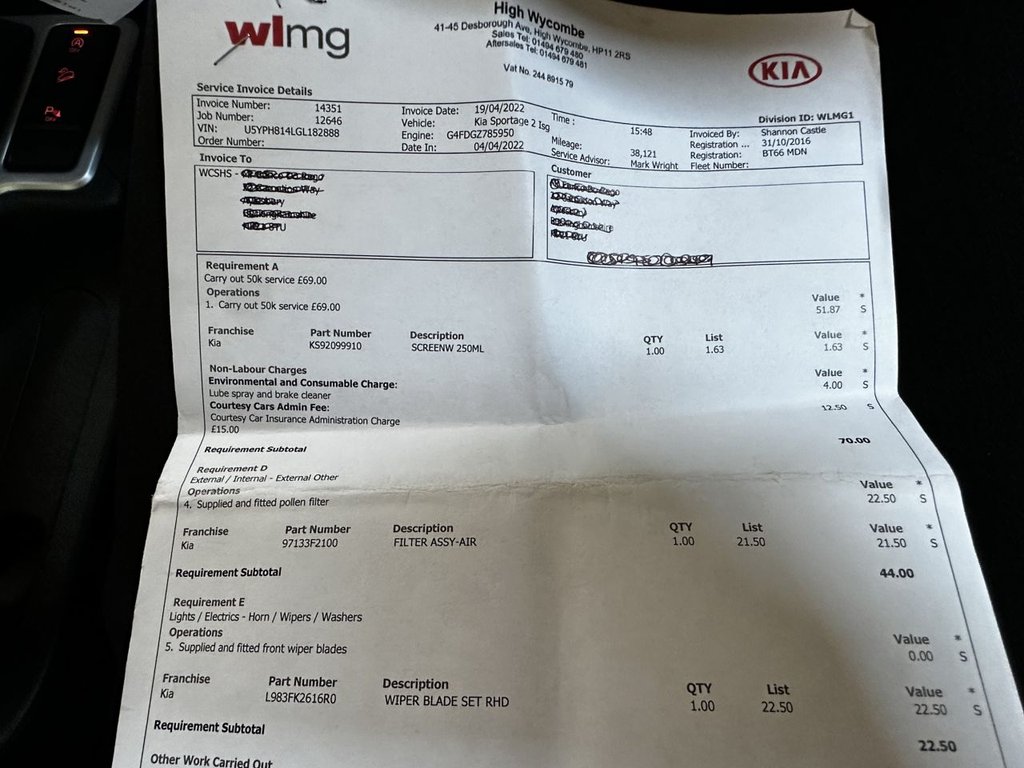 wlmg
High Wycombe
41-45 Desborough Ave, High Wycombe, HP11 2RS
Sales Tel: 01494 679 480
Aftersales Tel: 01494 679 481
Vat No. 244 8915 79
KIA
Service Invoice Details
Division ID: WLMG1
Invoice Number: 14351 Invoice Date: 19/04/2022 Time : 15:48 Invoiced By: Shannon Castle
Job Number: 12646 Vehicle: Kia Sportage 2 Isg Mileage: 38,121 Registration ... 31/10/2016
VIN: U5YPH814LGL182888 Engine: G4FDGZ785950 Service Advisor: Mark Wright Registration: BT66 MDN
Order Number: Date In: 04/04/2022 Fleet Number:
Invoice To
Customer
WCSHS -
Requirement A
Carry out 50k service £69.00
Operations Value *
1. Carry out 50k service £69.00 51.87 S
Franchise Part Number Description QTY List Value *
Kia KS92099910 SCREENW 250ML 1.00 1.63 1.63 S
Non-Labour Charges Value *
Environmental and Consumable Charge: 4.00 S
Lube spray and brake cleaner
Courtesy Cars Admin Fee: 12.50 S
Courtesy Car Insurance Administration Charge
£15.00
Requirement Subtotal 70.00
Requirement D
External / Internal - External Other
Operations Value *
4. Supplied and fitted pollen filter 22.50 S
Franchise Part Number Description QTY List Value *
Kia 97133F2100 FILTER ASSY-AIR 1.00 21.50 21.50 S
Requirement Subtotal 44.00
Requirement E
Lights / Electrics - Horn / Wipers / Washers
Operations Value *
5. Supplied and fitted front wiper blades 0.00 S
Franchise Part Number Description QTY List Value *
Kia L983FK2616R0 WIPER BLADE SET RHD 1.00 22.50 22.50 S
Requirement Subtotal 22.50
Other Work Carried Out